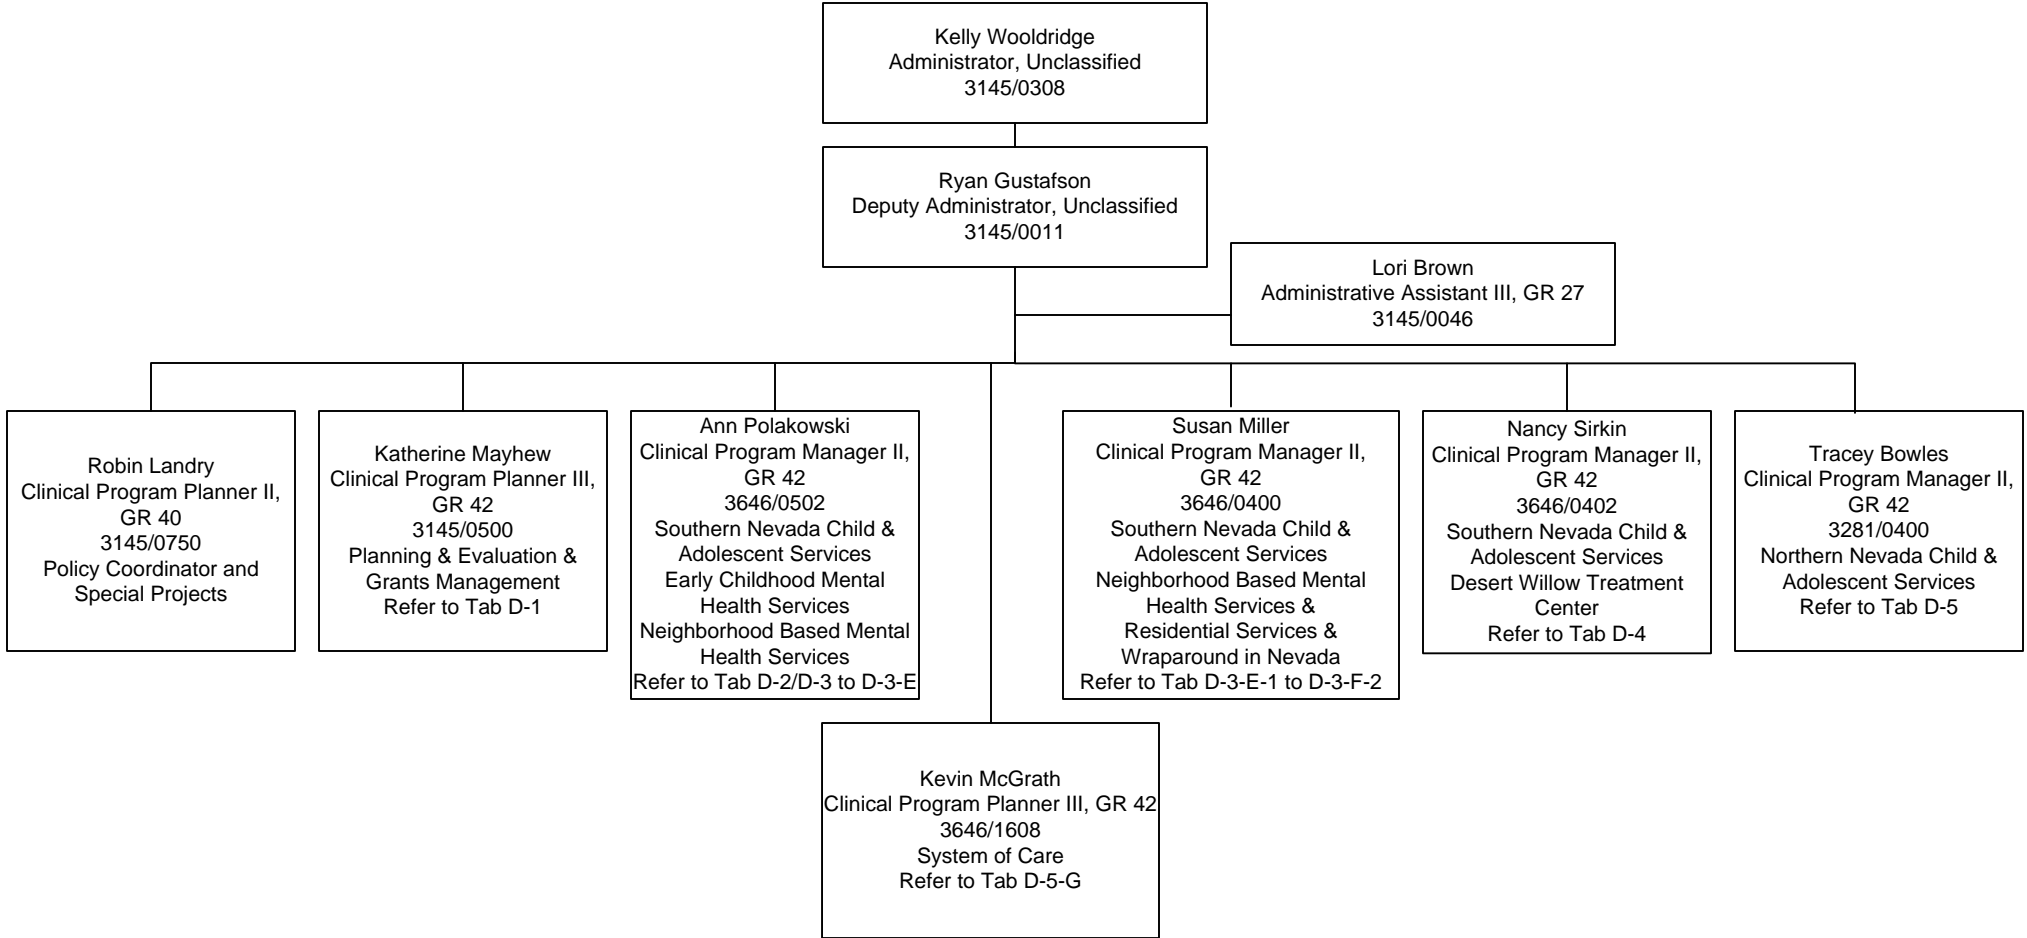 Kelly Wooldridge
Administrator, Unclassified
3145/0308
Ryan Gustafson
Deputy Administrator, Unclassified
3145/0011
Lori Brown
Administrative Assistant III, GR 27
3145/0046
Robin Landry
Clinical Program Planner II,
GR 40
3145/0750
Policy Coordinator and
Special Projects
Katherine Mayhew
Clinical Program Planner III,
GR 42
3145/0500
Planning & Evaluation &
Grants Management
Refer to Tab D-1
Ann Polakowski
Clinical Program Manager II,
GR 42
3646/0502
Southern Nevada Child &
Adolescent Services
Early Childhood Mental
Health Services
Neighborhood Based Mental
Health Services
Refer to Tab D-2/D-3 to D-3-E
Susan Miller
Clinical Program Manager II,
GR 42
3646/0400
Southern Nevada Child &
Adolescent Services
Neighborhood Based Mental
Health Services &
Residential Services &
Wraparound in Nevada
Refer to Tab D-3-E-1 to D-3-F-2
Nancy Sirkin
Clinical Program Manager II,
GR 42
3646/0402
Southern Nevada Child &
Adolescent Services
Desert Willow Treatment
Center
Refer to Tab D-4
Tracey Bowles
Clinical Program Manager II,
GR 42
3281/0400
Northern Nevada Child &
Adolescent Services
Refer to Tab D-5
Kevin McGrath
Clinical Program Planner III, GR 42
3646/1608
System of Care
Refer to Tab D-5-G